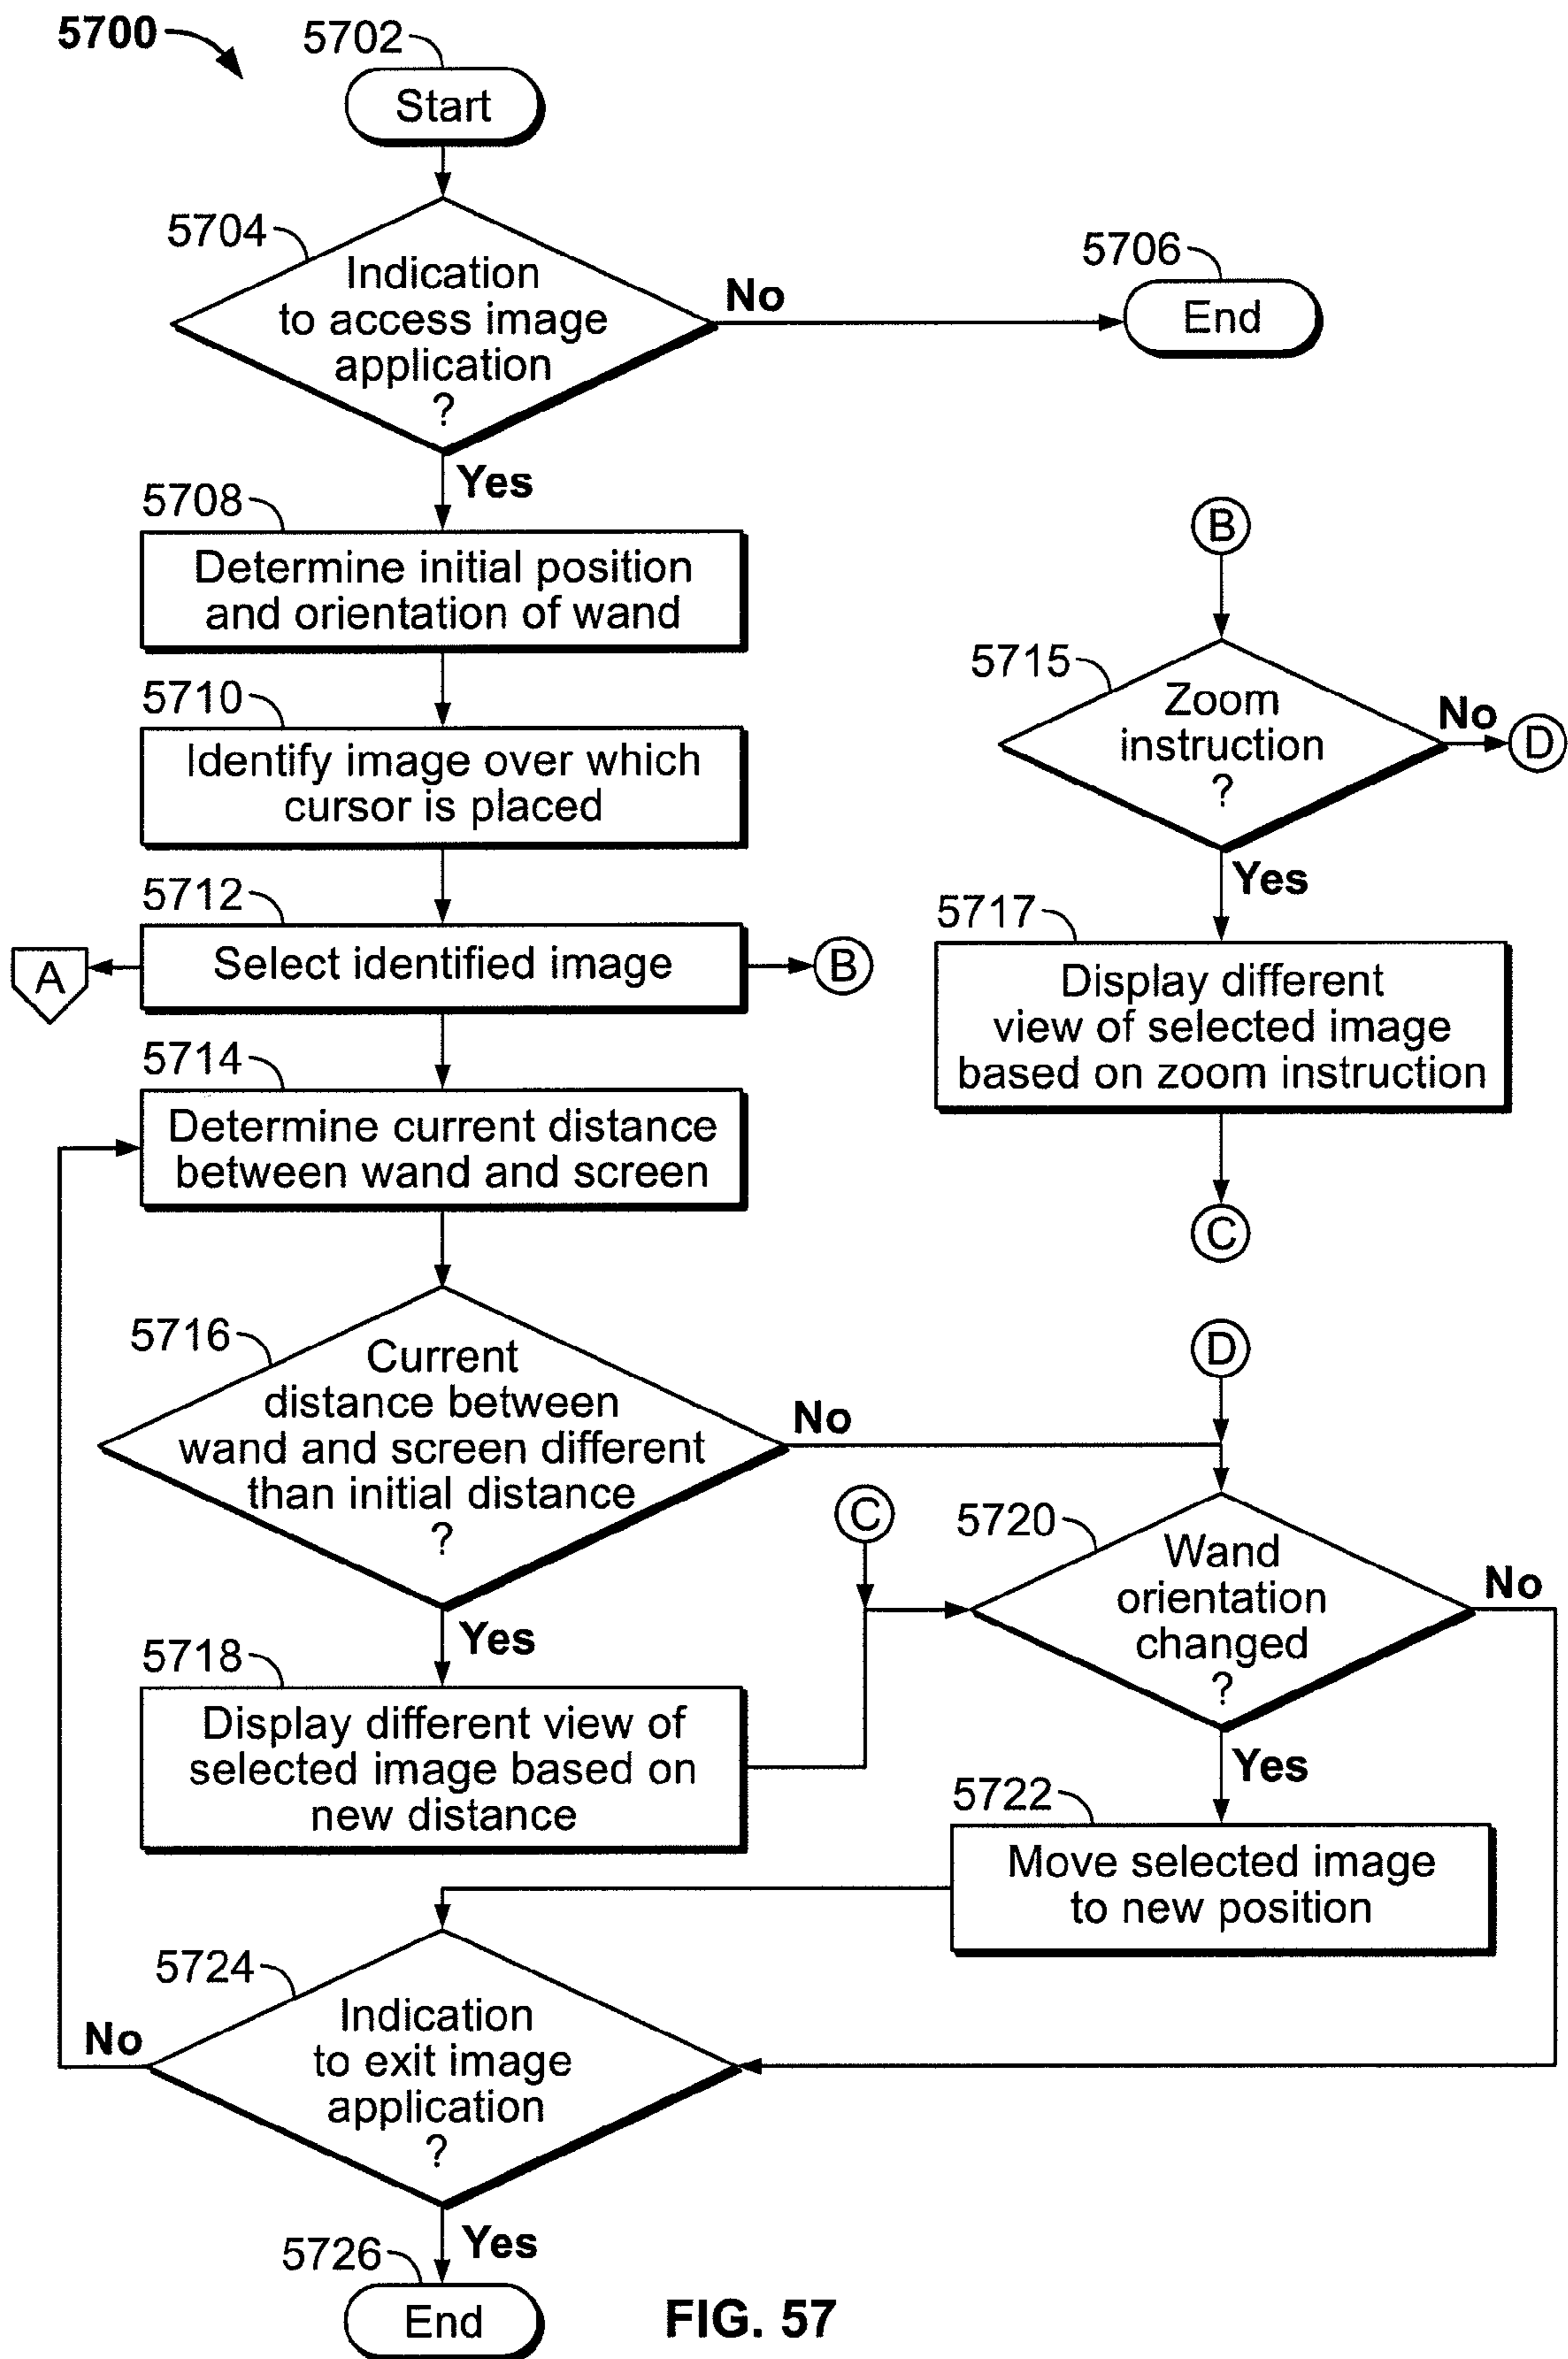 5700
5702
Start
5704
Indication
to access image
application
?
No
5706
End
Yes
5708
Determine initial position
and orientation of wand
5710
Identify image over which
cursor is placed
5712
Select identified image
A
B
5714
Determine current distance
between wand and screen
5716
Current
distance between
wand and screen different
than initial distance
?
No
Yes
5718
Display different view of
selected image based on
new distance
B
5715
Zoom
instruction
?
No
D
Yes
5717
Display different
view of selected image
based on zoom instruction
C
D
C
5720
Wand
orientation
changed
?
No
Yes
5722
Move selected image
to new position
5724
Indication
to exit image
application
?
No
Yes
5726
End
FIG. 57